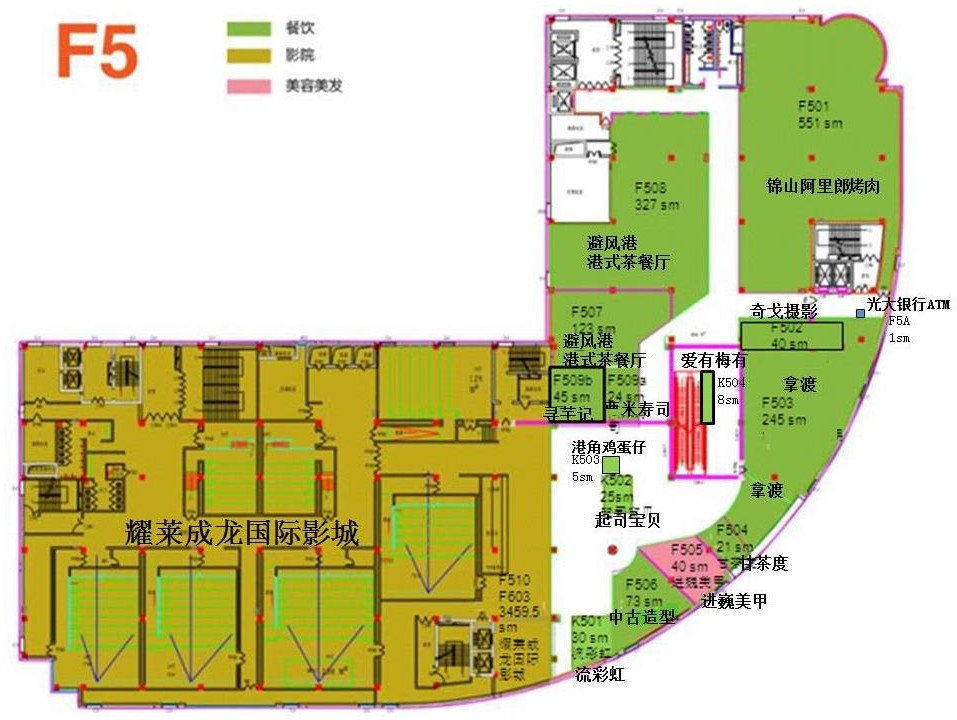 F5
餐饮
影院
美容美发
F501
551 sm
锦山阿里郎烤肉
F508
327 sm
避风港
港式茶餐厅
F507
123 sm
避风港
港式茶餐厅
奇戈摄影
F502
40 sm
光大银行ATM
F5A
1sm
爱有梅有
K504
8sm
拿渡
F503
245 sm
拿渡
F509b
45 sm
寻芋记
F509a
24 sm
西米寿司
港角鸡蛋仔
K503
5sm
K502
25sm
起司宝贝
F504
21 sm
甘茶度
F505
40 sm
进巍美甲
进巍美甲
F506
73 sm
中古造型
K501
30 sm
流彩虹
流彩虹
耀莱成龙国际影城
F510
F603
3459.5
sm
耀莱成
龙国际
影城